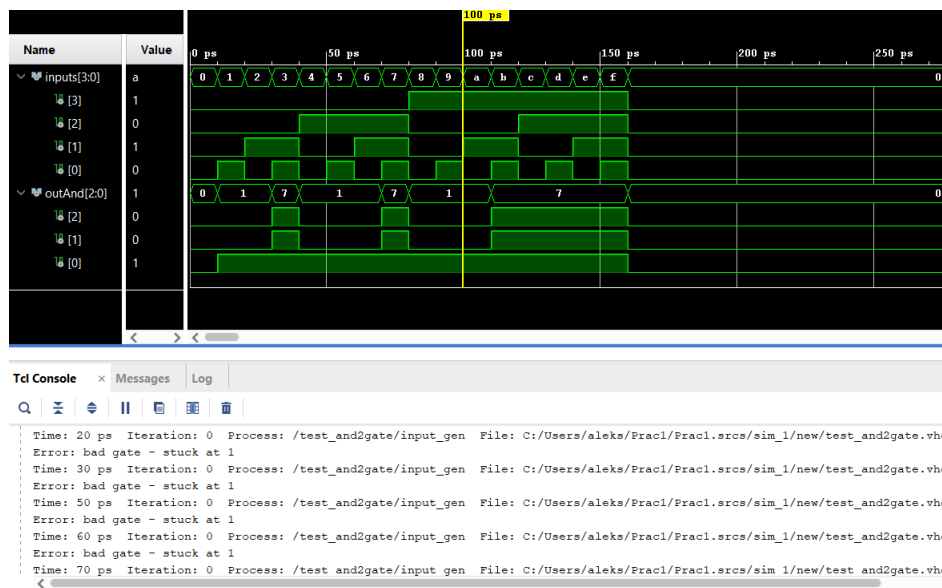 100 ps
Name Value 0 ps 50 ps 100 ps 150 ps 200 ps 250 ps
inputs[3:0] a 0 1 2 3 4 5 6 7 8 9 a b c d e f 0
[3] 1
[2] 0
[1] 1
[0] 0
outAnd[2:0] 1 0 1 7 1 7 1 7 0
[2] 0
[1] 0
[0] 1
Tcl Console × Messages Log
Time: 20 ps Iteration: 0 Process: /test_and2gate/input_gen File: C:/Users/aleks/Prac1/Prac1.srcs/sim_1/new/test_and2gate.vh
Error: bad gate - stuck at 1
Time: 30 ps Iteration: 0 Process: /test_and2gate/input_gen File: C:/Users/aleks/Prac1/Prac1.srcs/sim_1/new/test_and2gate.vh
Error: bad gate - stuck at 1
Time: 50 ps Iteration: 0 Process: /test_and2gate/input_gen File: C:/Users/aleks/Prac1/Prac1.srcs/sim_1/new/test_and2gate.vh
Error: bad gate - stuck at 1
Time: 60 ps Iteration: 0 Process: /test_and2gate/input_gen File: C:/Users/aleks/Prac1/Prac1.srcs/sim_1/new/test_and2gate.vh
Error: bad gate - stuck at 1
Time: 70 ps Iteration: 0 Process: /test_and2gate/input_gen File: C:/Users/aleks/Prac1/Prac1.srcs/sim_1/new/test_and2gate.vh